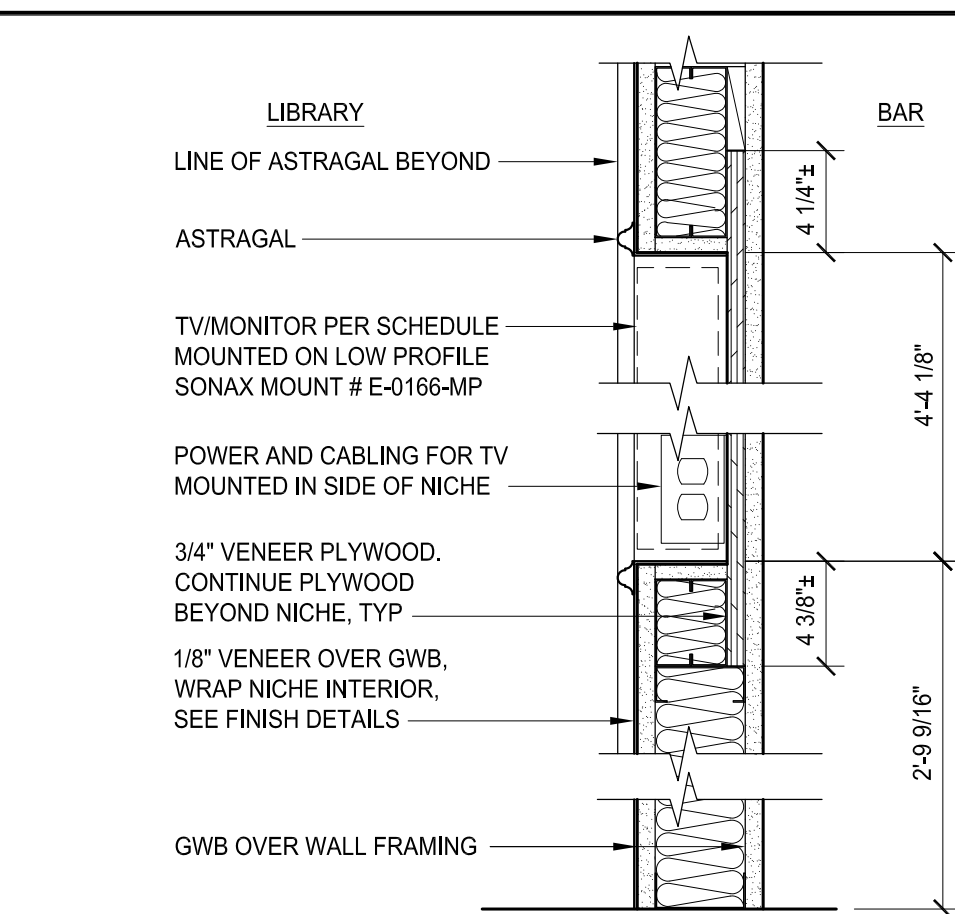 LIBRARY
BAR
LINE OF ASTRAGAL BEYOND
4 1/4"±
ASTRAGAL
TV/MONITOR PER SCHEDULE
MOUNTED ON LOW PROFILE
SONAX MOUNT # E-0166-MP
4'-4 1/8"
POWER AND CABLING FOR TV
MOUNTED IN SIDE OF NICHE
3/4" VENEER PLYWOOD.
CONTINUE PLYWOOD
BEYOND NICHE, TYP
4 3/8"±
1/8" VENEER OVER GWB,
WRAP NICHE INTERIOR,
SEE FINISH DETAILS
2'-9 9/16"
GWB OVER WALL FRAMING